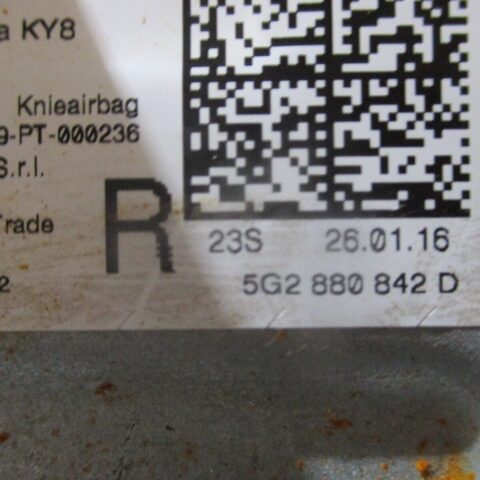 a KY8
Knieairbag
9-PT-000236
S.r.l.
Trade
R
23S 26.01.16
2 5G2 880 842 D